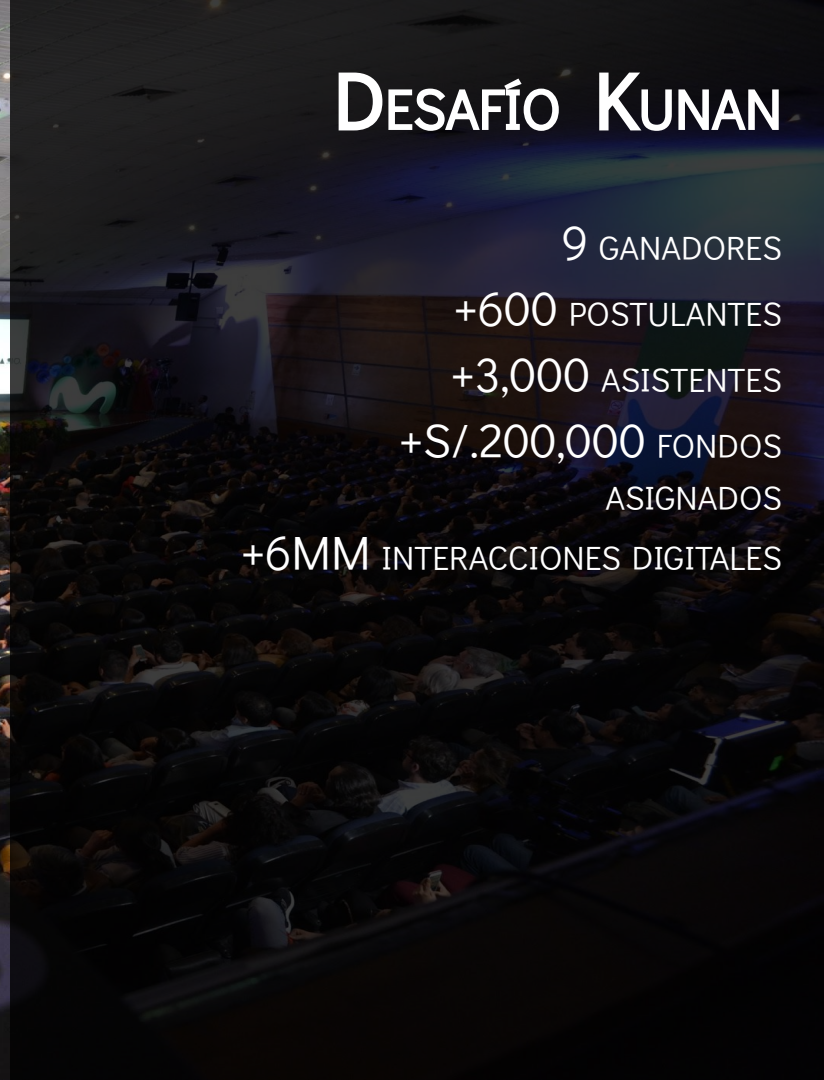 Desafío Kunan
9 ganadores
+600 postulantes
+3,000 asistentes
+S/.200,000 fondos
asignados
+6MM interacciones digitales